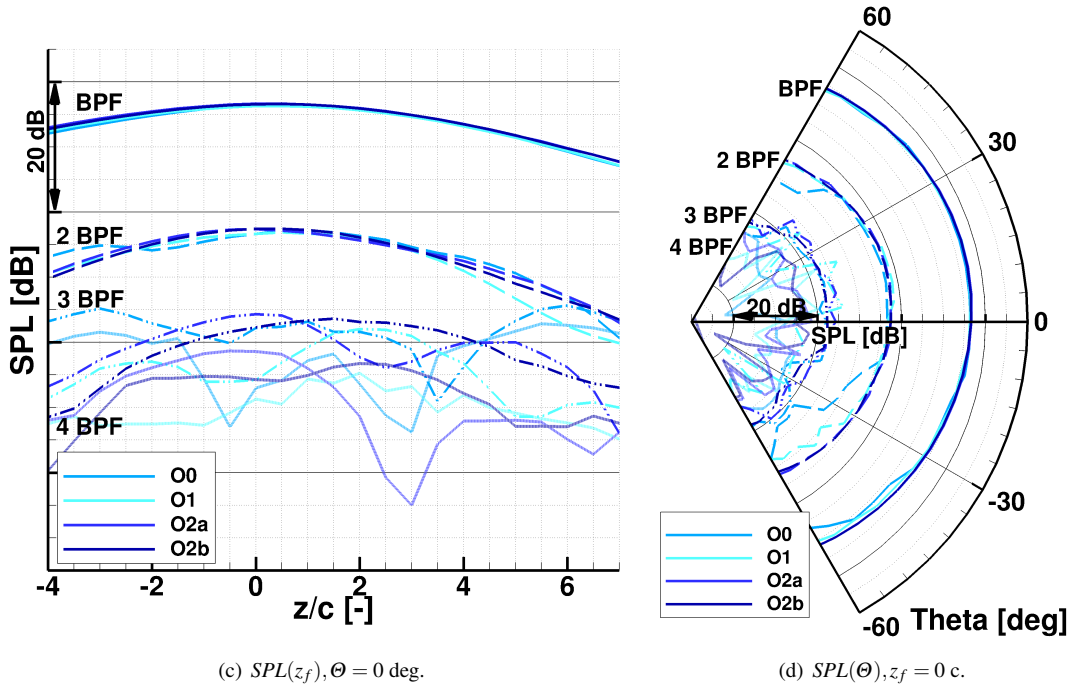 BPF
20 dB
2 BPF
3 BPF
4 BPF
SPL [dB]
O0
O1
O2a
O2b
-4
-2
0
2
4
6
z/c [-]
(c) SPL(z_f), Θ = 0 deg.
60
BPF
30
2 BPF
3 BPF
4 BPF
20 dB
0
SPL [dB]
-30
O0
O1
O2a
O2b
-60
Theta [deg]
(d) SPL(Θ), z_f = 0 c.